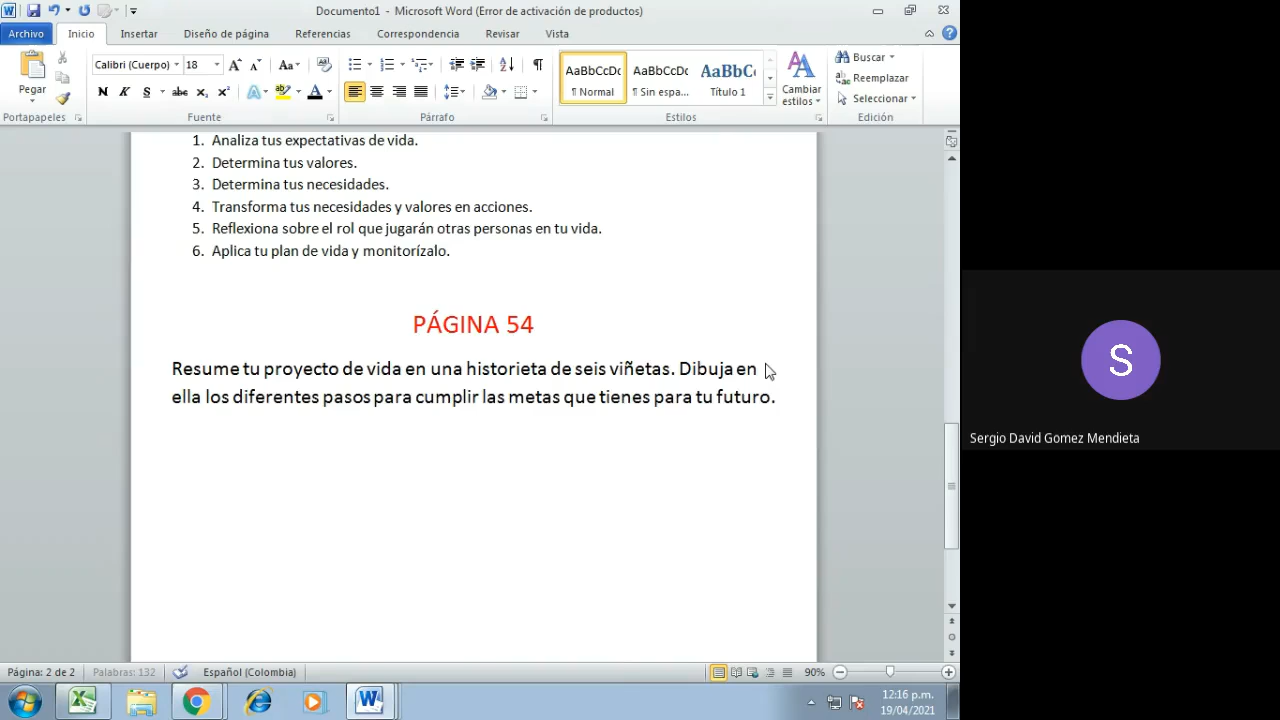 Documento1 - Microsoft Word (Error de activación de productos)
Archivo Inicio Insertar Diseño de página Referencias Correspondencia Revisar Vista
Calibri (Cuerpo) 18 Aa Buscar
AaBbCcDc AaBbCcDc AaBbC Reemplazar
Pegar N K S abc x₂ x² A ab A ¶ Normal ¶ Sin espa... Título 1 Cambiar estilos Seleccionar
Portapapeles Fuente Párrafo Estilos Edición
1. Analiza tus expectativas de vida.
2. Determina tus valores.
3. Determina tus necesidades.
4. Transforma tus necesidades y valores en acciones.
5. Reflexiona sobre el rol que jugarán otras personas en tu vida.
6. Aplica tu plan de vida y monitorízalo.
PÁGINA 54
Resume tu proyecto de vida en una historieta de seis viñetas. Dibuja en
ella los diferentes pasos para cumplir las metas que tienes para tu futuro.
S
Sergio David Gomez Mendieta
Página: 2 de 2 Palabras: 132 Español (Colombia) 90%
12:16 p.m.
19/04/2021